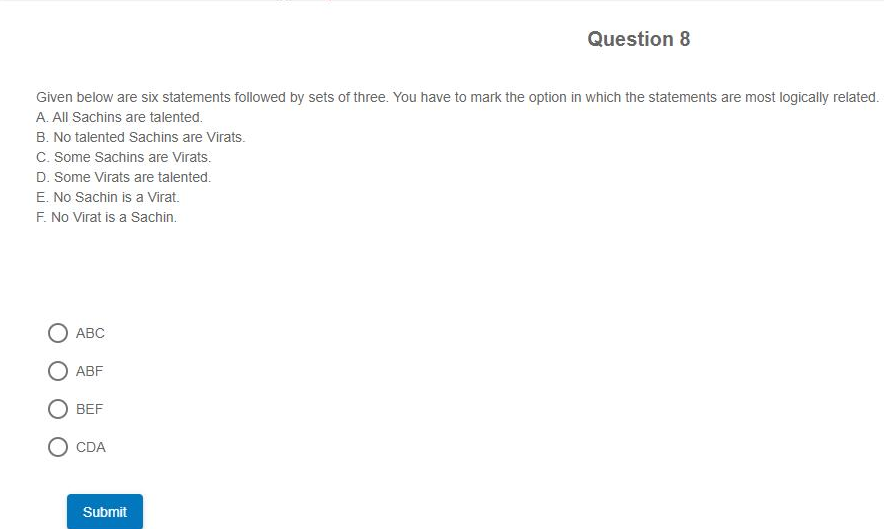 Question 8
Given below are six statements followed by sets of three. You have to mark the option in which the statements are most logically related.
A. All Sachins are talented.
B. No talented Sachins are Virats.
C. Some Sachins are Virats.
D. Some Virats are talented.
E. No Sachin is a Virat.
F. No Virat is a Sachin.
ABC
ABF
BEF
CDA
Submit